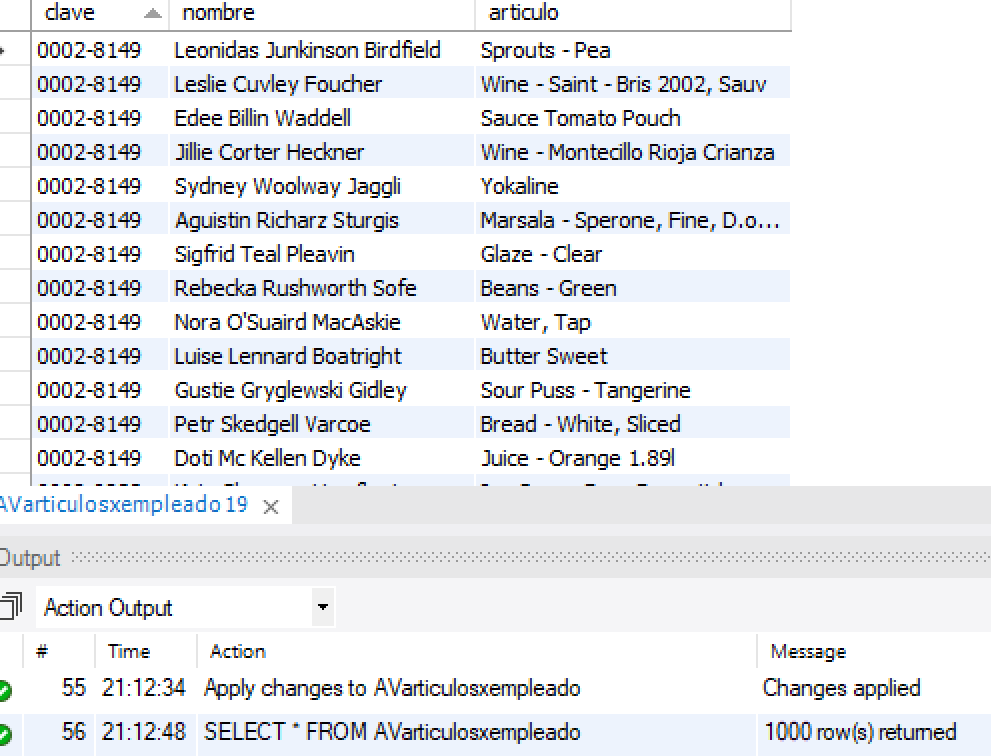 clave nombre articulo
0002-8149 Leonidas Junkinson Birdfield Sprouts - Pea
0002-8149 Leslie Cuvley Foucher Wine - Saint - Bris 2002, Sauv
0002-8149 Edee Billin Waddell Sauce Tomato Pouch
0002-8149 Jillie Corter Heckner Wine - Montecillo Rioja Crianza
0002-8149 Sydney Woolway Jaggli Yokaline
0002-8149 Aguistin Richarz Sturgis Marsala - Sperone, Fine, D.o...
0002-8149 Sigfrid Teal Pleavin Glaze - Clear
0002-8149 Rebecka Rushworth Sofe Beans - Green
0002-8149 Nora O'Suaird MacAskie Water, Tap
0002-8149 Luise Lennard Boatright Butter Sweet
0002-8149 Gustie Gryglewski Gidley Sour Puss - Tangerine
0002-8149 Petr Skedgell Varcoe Bread - White, Sliced
0002-8149 Doti Mc Kellen Dyke Juice - Orange 1.89l
AVarticulosxempleado 19
Output
Action Output
# Time Action Message
55 21:12:34 Apply changes to AVarticulosxempleado Changes applied
56 21:12:48 SELECT * FROM AVarticulosxempleado 1000 row(s) returned